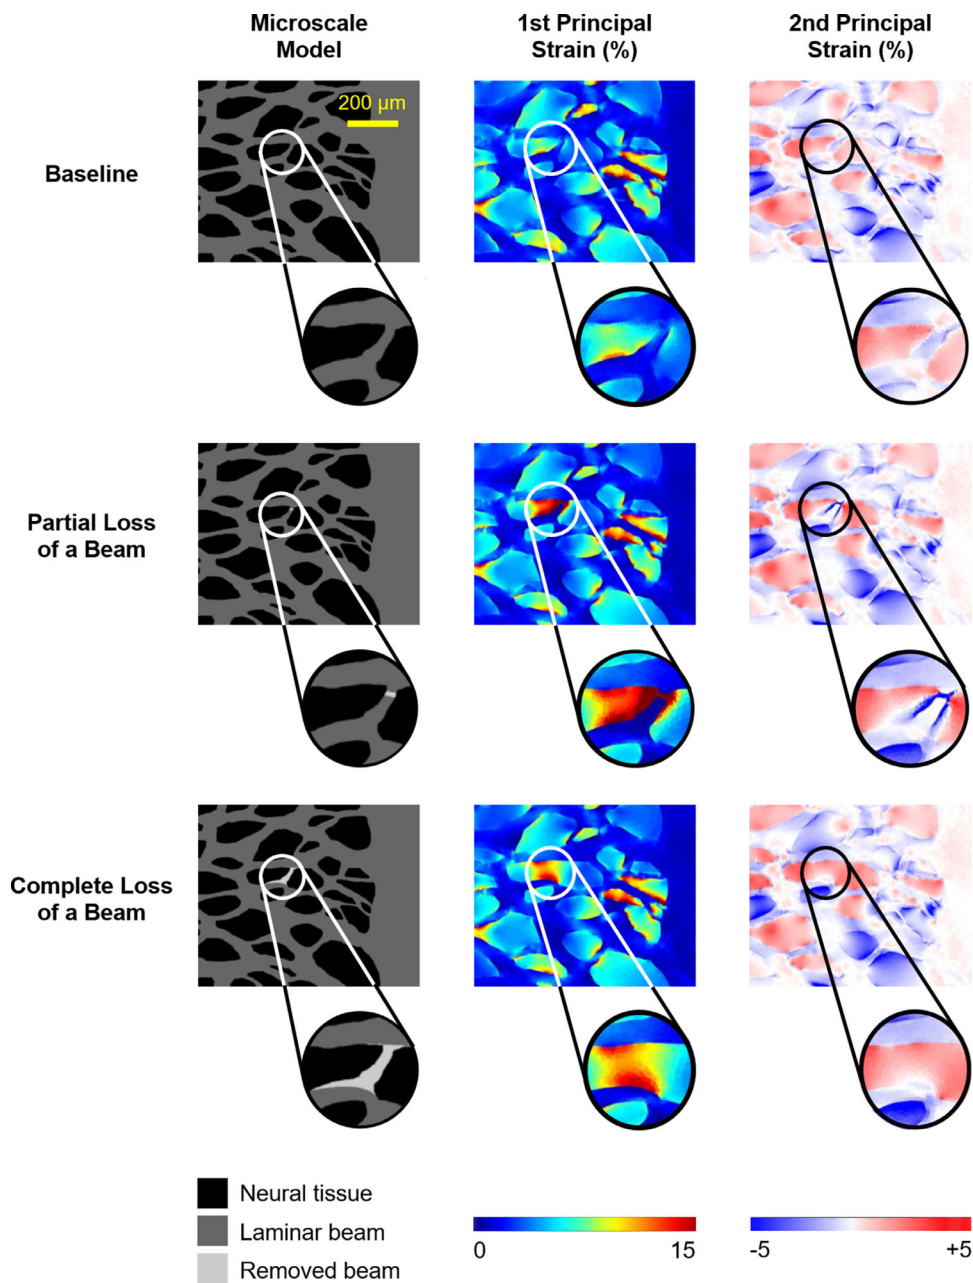 Microscale
Model
1st Principal
Strain (%)
2nd Principal
Strain (%)
200 µm
Baseline
Partial Loss
of a Beam
Complete Loss
of a Beam
Neural tissue
Laminar beam
Removed beam
0
15
-5
+5